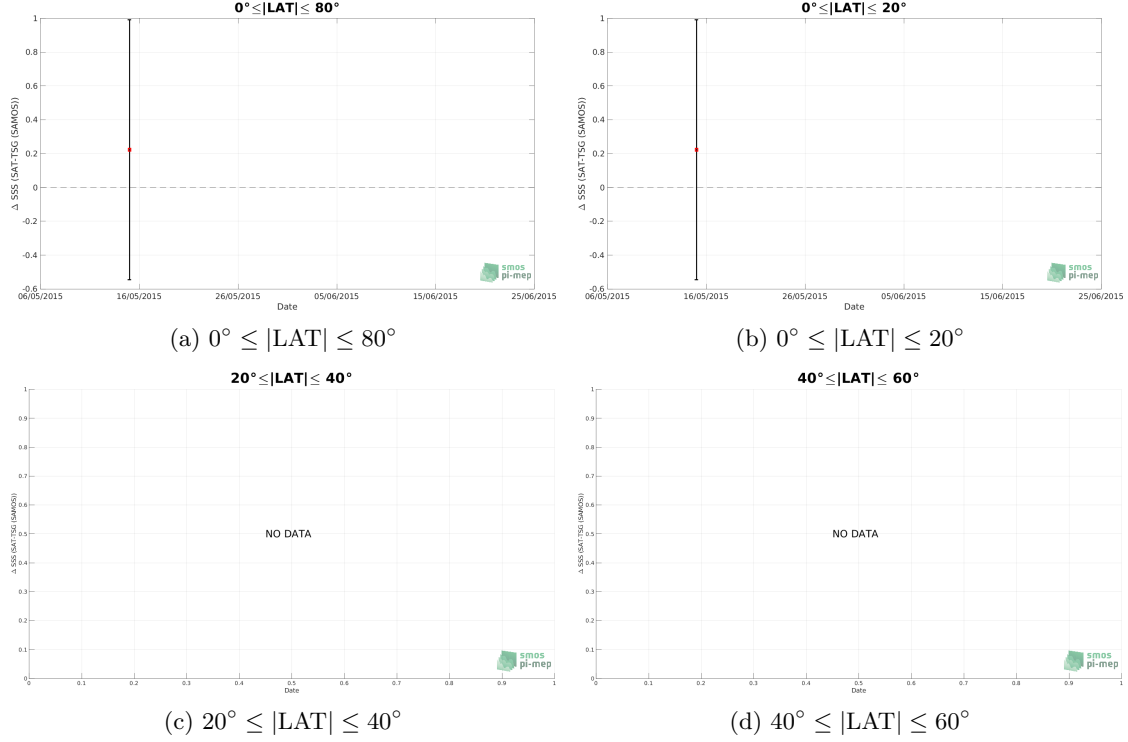 0°≤|LAT|≤ 80°
1
0.8
0.6
0.4
0.2
0
-0.2
-0.4
-0.6
Δ SSS (SAT-TSG (SAMOS))
06/05/2015 16/05/2015 26/05/2015 05/06/2015 15/06/2015 25/06/2015
Date
smos
pi-mep
(a) 0° ≤ |LAT| ≤ 80°
0°≤|LAT|≤ 20°
1
0.8
0.6
0.4
0.2
0
-0.2
-0.4
-0.6
Δ SSS (SAT-TSG (SAMOS))
06/05/2015 16/05/2015 26/05/2015 05/06/2015 15/06/2015 25/06/2015
Date
smos
pi-mep
(b) 0° ≤ |LAT| ≤ 20°
20°≤|LAT|≤ 40°
1
0.9
0.8
0.7
0.6
0.5
0.4
0.3
0.2
0.1
0
Δ SSS (SAT-TSG (SAMOS))
NO DATA
0 0.1 0.2 0.3 0.4 0.5 0.6 0.7 0.8 0.9 1
Date
smos
pi-mep
(c) 20° ≤ |LAT| ≤ 40°
40°≤|LAT|≤ 60°
1
0.9
0.8
0.7
0.6
0.5
0.4
0.3
0.2
0.1
0
Δ SSS (SAT-TSG (SAMOS))
NO DATA
0 0.1 0.2 0.3 0.4 0.5 0.6 0.7 0.8 0.9 1
Date
smos
pi-mep
(d) 40° ≤ |LAT| ≤ 60°